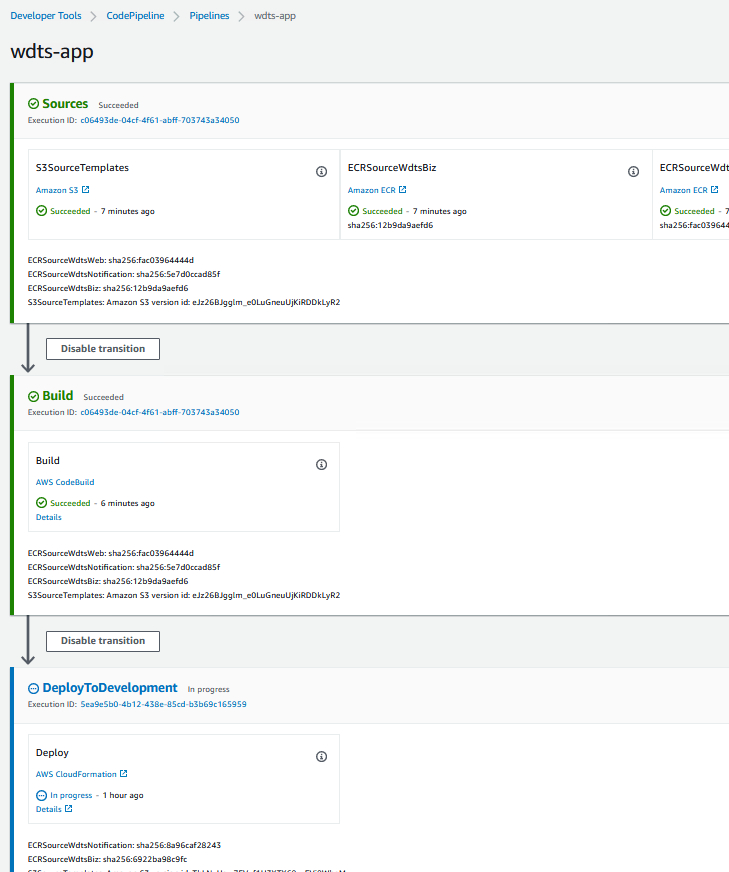 Developer Tools > CodePipeline > Pipelines > wdts-app
wdts-app
Sources Succeeded
Execution ID: c06493de-04cf-4f61-abff-703743a34050
S3SourceTemplates
Amazon S3
Succeeded - 7 minutes ago
ECRSourceWdtsBiz
Amazon ECR
Succeeded - 7 minutes ago
sha256:12b9da9aefd6
ECRSourceWdt
Amazon ECR
Succeeded - 7
sha256:fac039644
ECRSourceWdtsWeb: sha256:fac03964444d
ECRSourceWdtsNotification: sha256:5e7d0ccad85f
ECRSourceWdtsBiz: sha256:12b9da9aefd6
S3SourceTemplates: Amazon S3 version id: eJz26BJgglm_e0LuGneuUjKiRDDkLyR2
Disable transition
Build Succeeded
Execution ID: c06493de-04cf-4f61-abff-703743a34050
Build
AWS CodeBuild
Succeeded - 6 minutes ago
Details
ECRSourceWdtsWeb: sha256:fac03964444d
ECRSourceWdtsNotification: sha256:5e7d0ccad85f
ECRSourceWdtsBiz: sha256:12b9da9aefd6
S3SourceTemplates: Amazon S3 version id: eJz26BJgglm_e0LuGneuUjKiRDDkLyR2
Disable transition
DeployToDevelopment In progress
Execution ID: 5ea9e5b0-4b12-438e-85cd-b3b69c165959
Deploy
AWS CloudFormation
In progress - 1 hour ago
Details
ECRSourceWdtsNotification: sha256:8a96caf28243
ECRSourceWdtsBiz: sha256:6922ba98c9fc